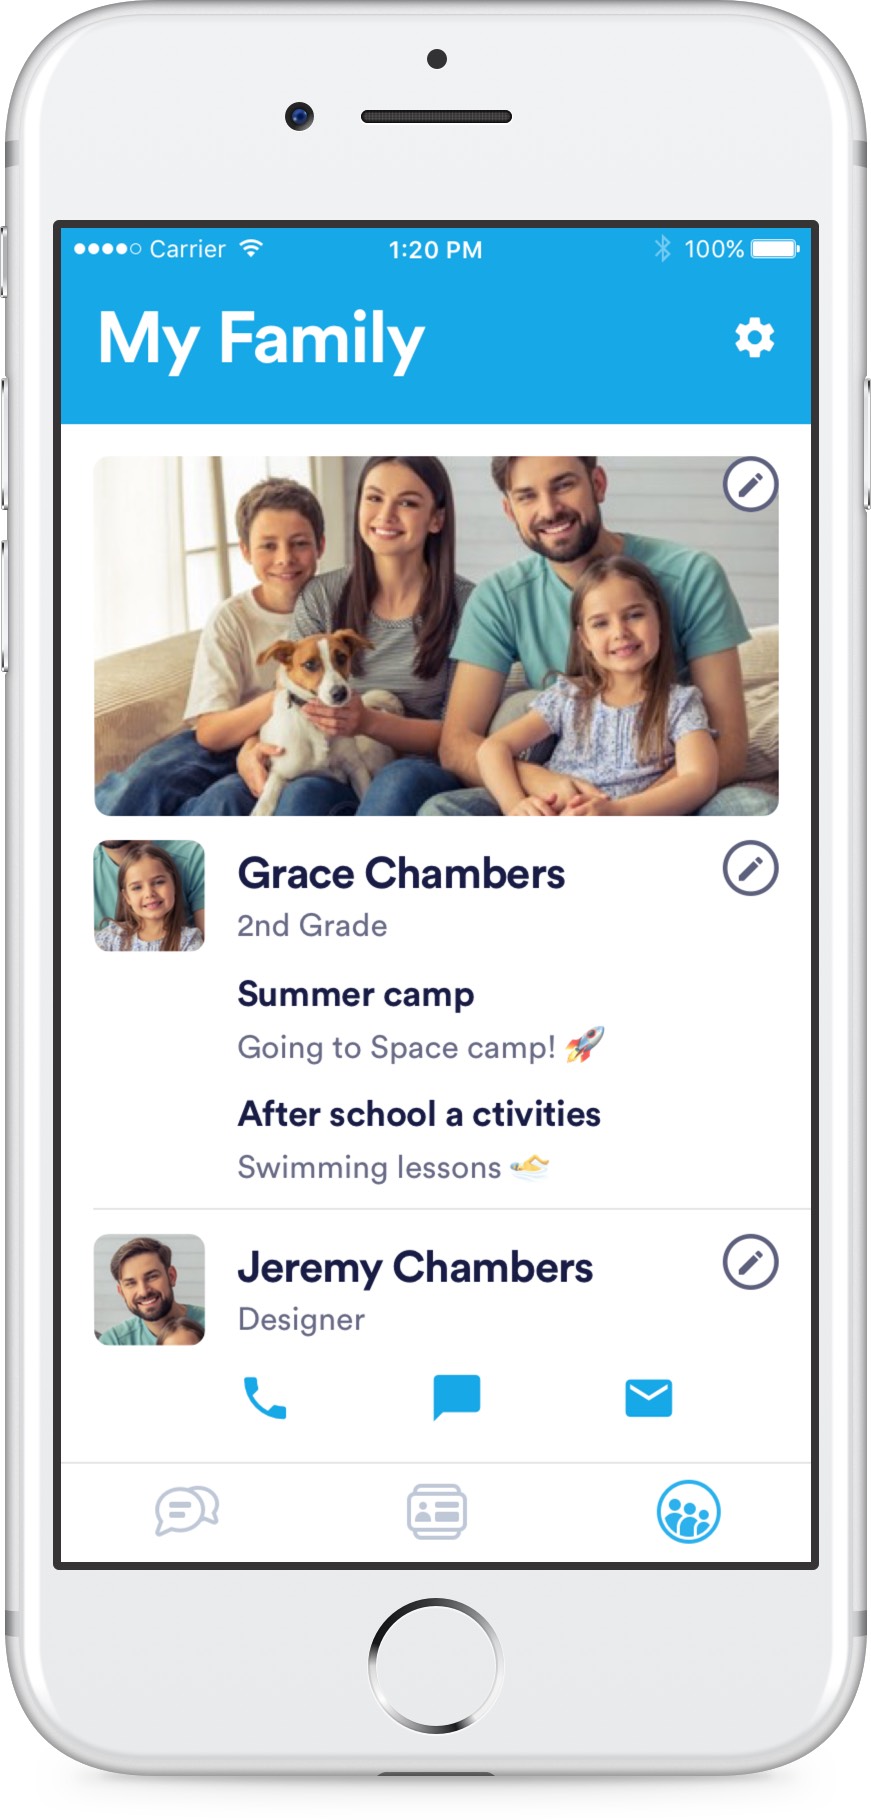 Carrier 1:20 PM 100%
My Family
Grace Chambers
2nd Grade
Summer camp
Going to Space camp! 🚀
After school a ctivities
Swimming lessons 🏊
Jeremy Chambers
Designer